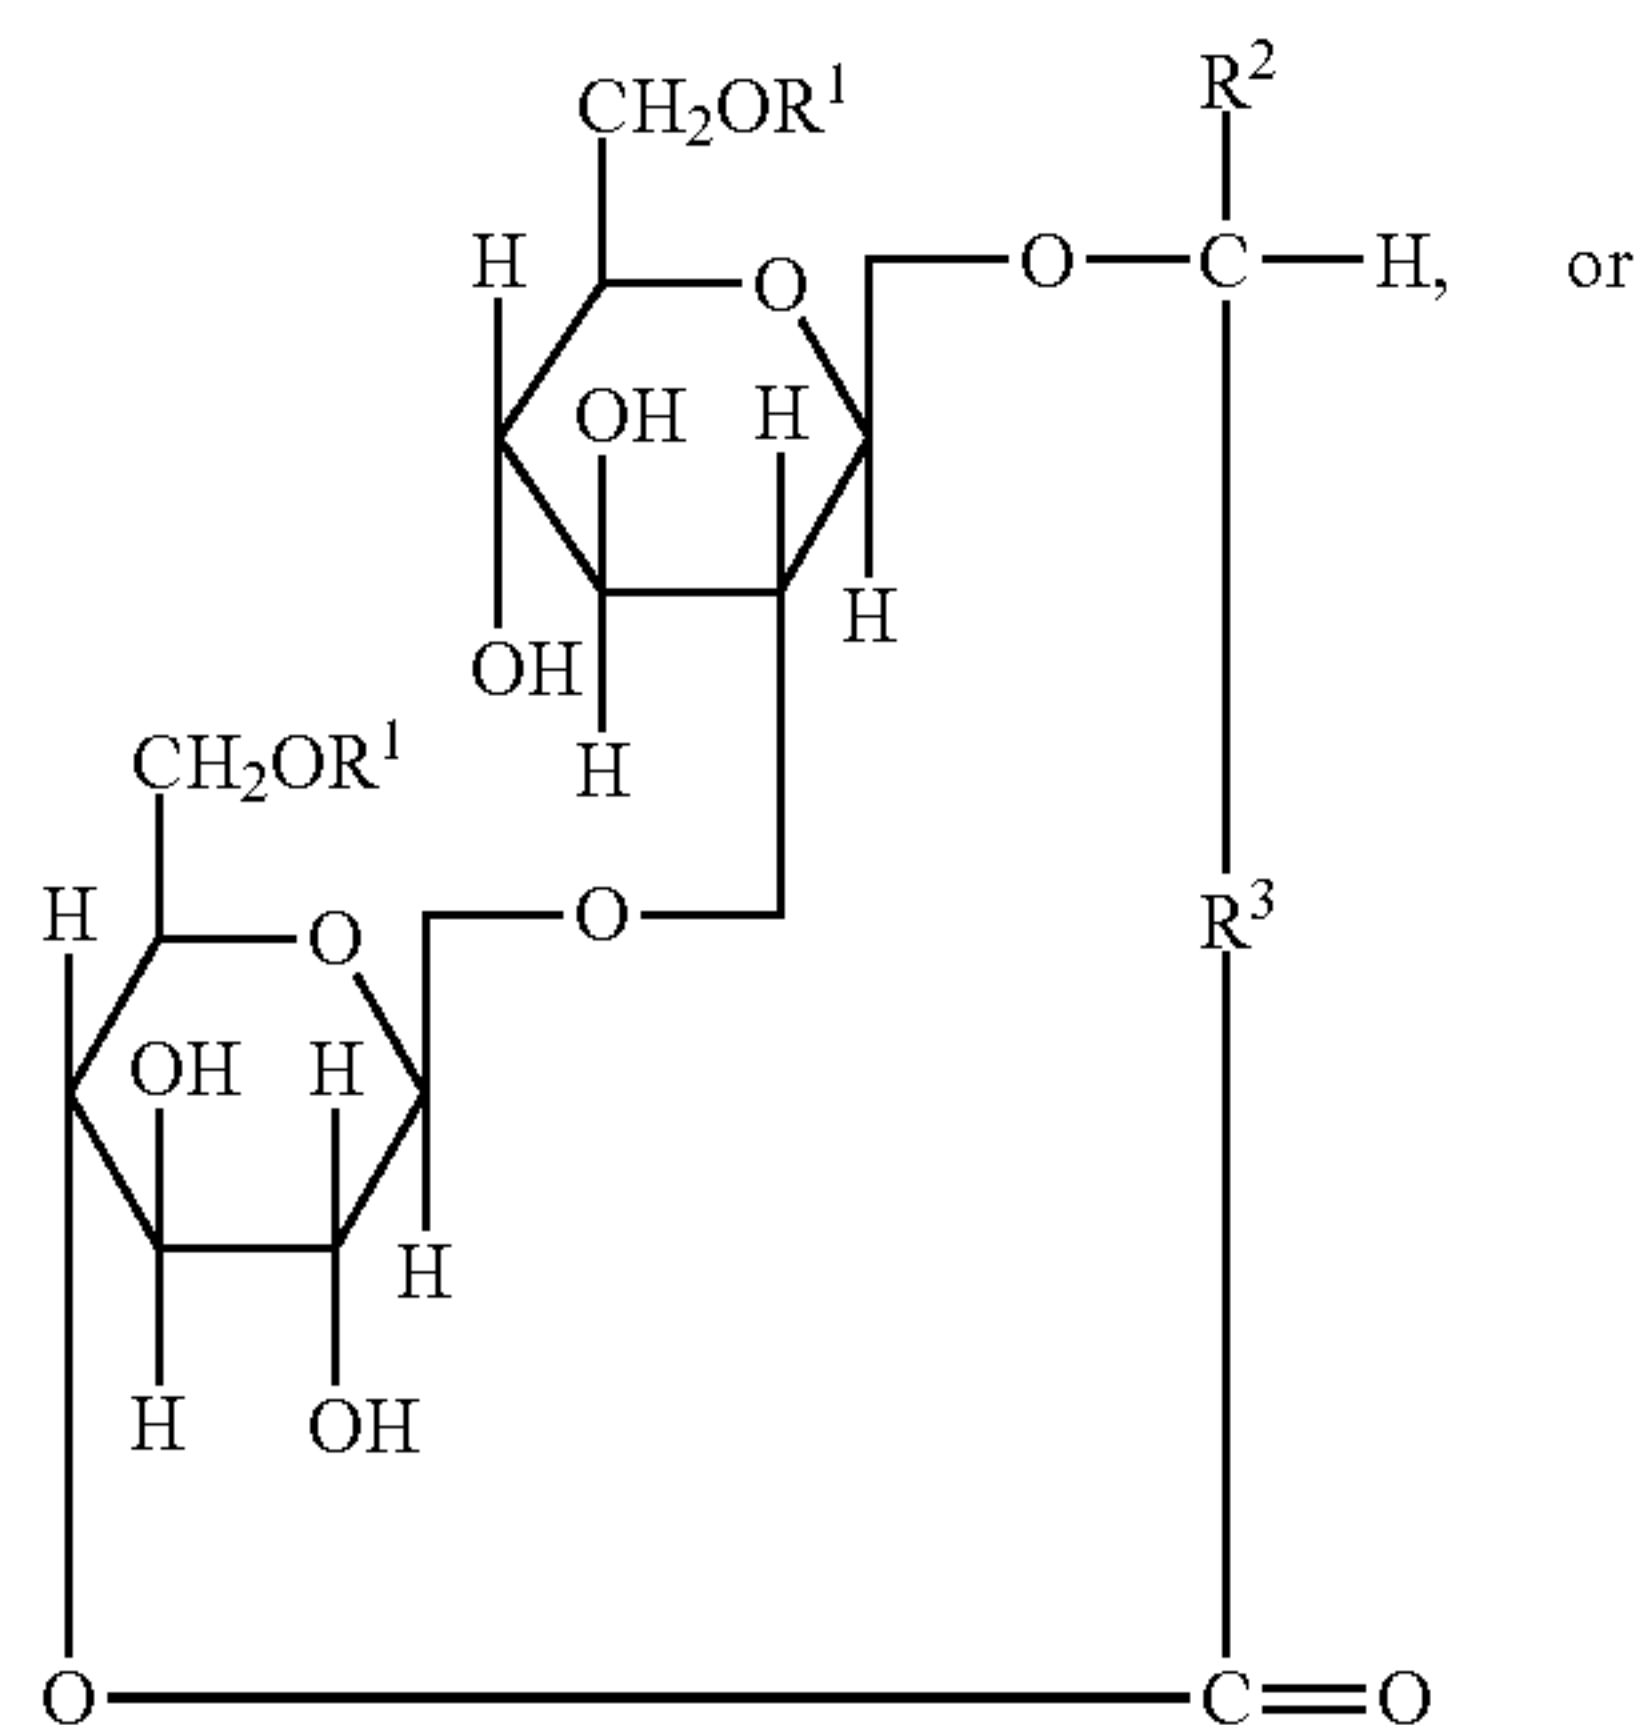 R²
CH₂OR¹
H O O C H, or
OH H
H
OH
H
CH₂OR¹
H O O R³
OH H
H
H OH
O C O